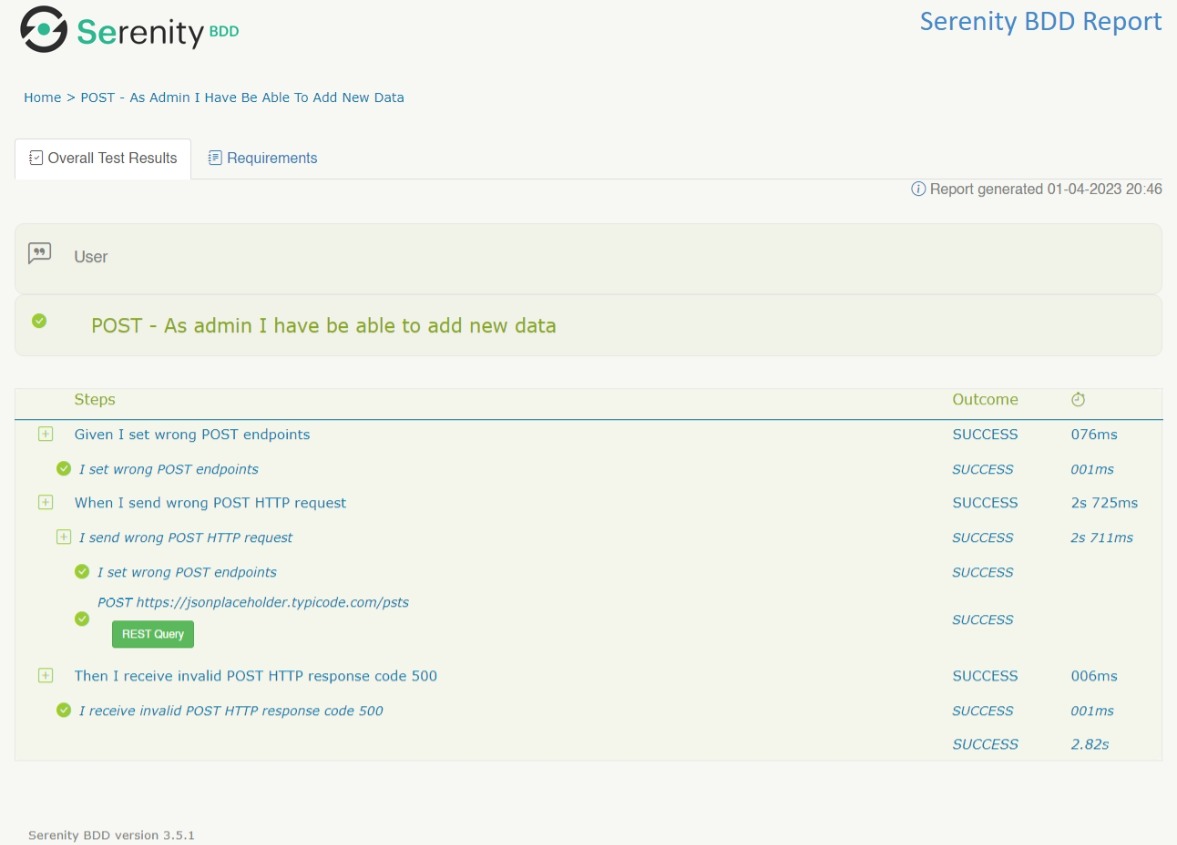 Serenity BDD
Serenity BDD Report
Home > POST - As Admin I Have Be Able To Add New Data
Overall Test Results
Requirements
Report generated 01-04-2023 20:46
User
POST - As admin I have be able to add new data
Steps Outcome
Given I set wrong POST endpoints SUCCESS 076ms
I set wrong POST endpoints SUCCESS 001ms
When I send wrong POST HTTP request SUCCESS 2s 725ms
I send wrong POST HTTP request SUCCESS 2s 711ms
I set wrong POST endpoints SUCCESS
POST https://jsonplaceholder.typicode.com/psts
SUCCESS
REST Query
Then I receive invalid POST HTTP response code 500 SUCCESS 006ms
I receive invalid POST HTTP response code 500 SUCCESS 001ms
SUCCESS 2.82s
Serenity BDD version 3.5.1